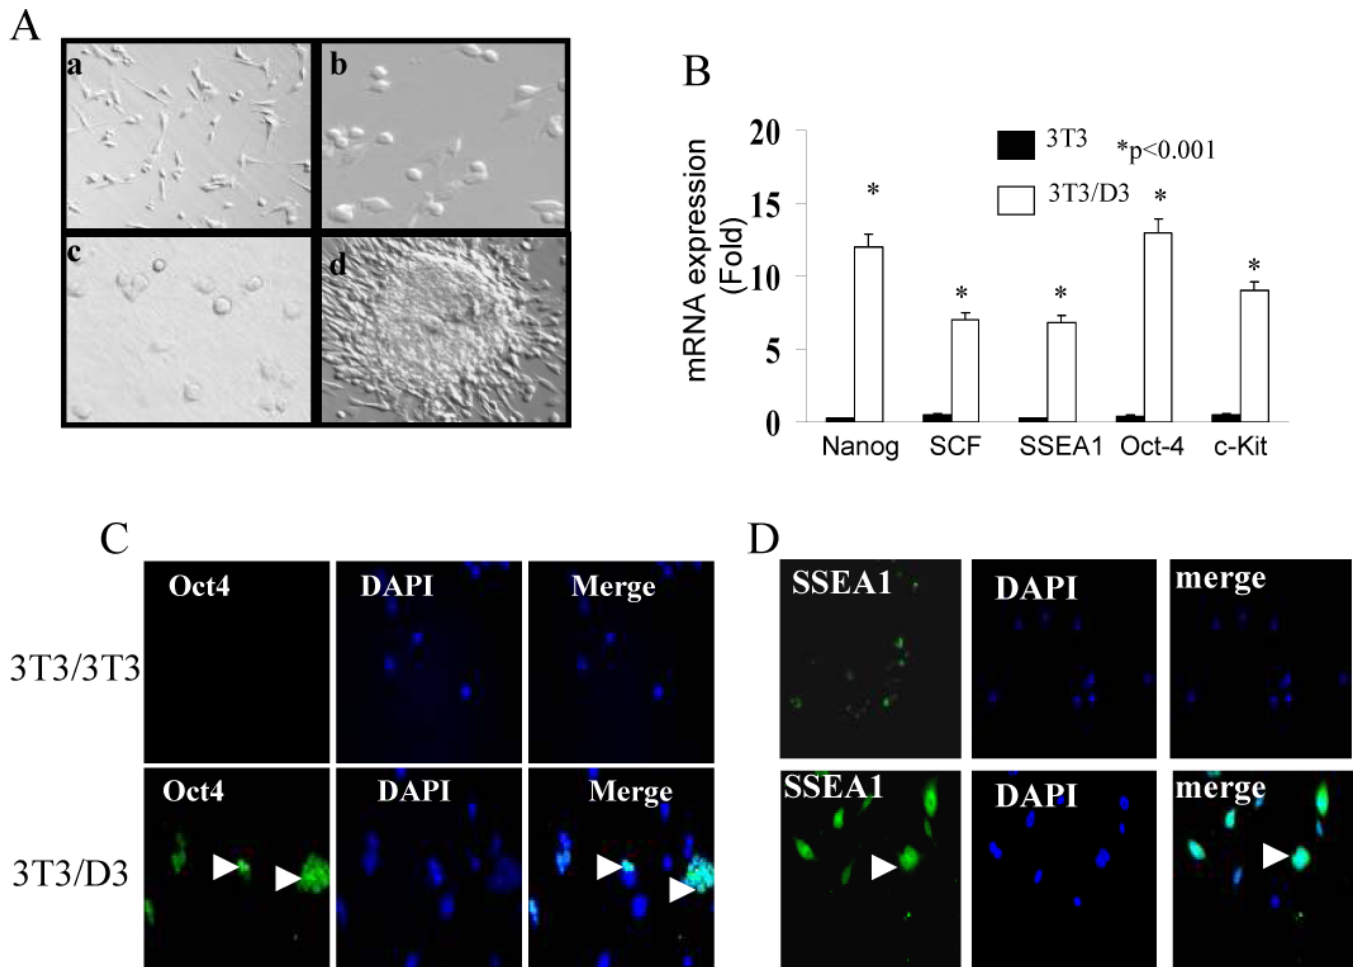 A
a
b
c
d
B
mRNA expression
(Fold)
20
15
10
5
0
3T3
*p<0.001
3T3/D3
*
*
*
*
*
Nanog SCF SSEA1 Oct-4 c-Kit
C
Oct4 DAPI Merge
3T3/3T3
Oct4 DAPI Merge
3T3/D3
D
SSEA1 DAPI merge
SSEA1 DAPI merge